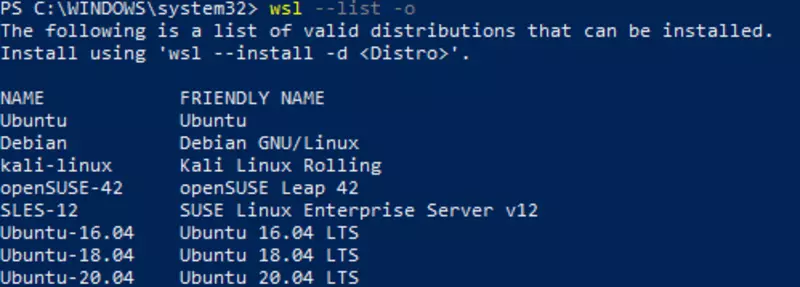 PS C:\WINDOWS\system32> wsl --list -o
The following is a list of valid distributions that can be installed.
Install using 'wsl --install -d <Distro>'.
NAME FRIENDLY NAME
Ubuntu Ubuntu
Debian Debian GNU/Linux
kali-linux Kali Linux Rolling
openSUSE-42 openSUSE Leap 42
SLES-12 SUSE Linux Enterprise Server v12
Ubuntu-16.04 Ubuntu 16.04 LTS
Ubuntu-18.04 Ubuntu 18.04 LTS
Ubuntu-20.04 Ubuntu 20.04 LTS